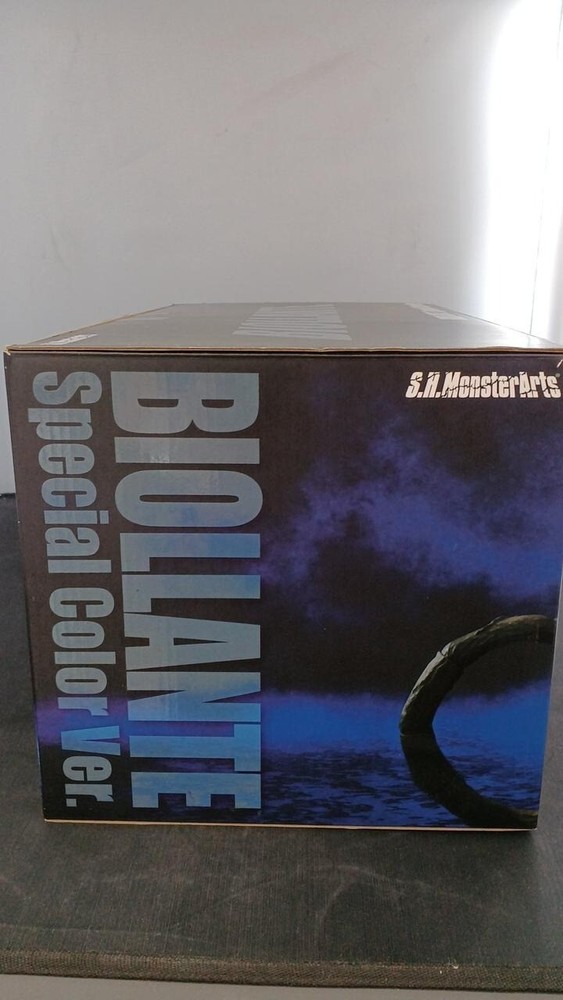 S.H.MonsterArts
BIOLLANTE
Special Color Ver.